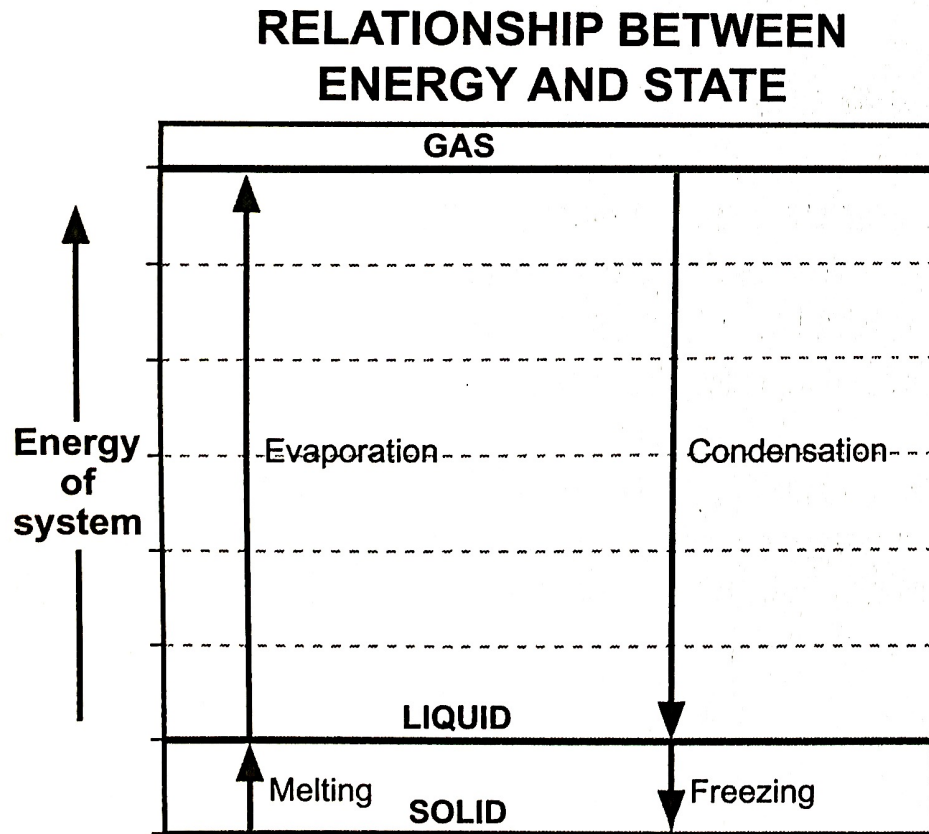 RELATIONSHIP BETWEEN
ENERGY AND STATE
GAS
Energy
of
system
Evaporation
Condensation
LIQUID
Melting
Freezing
SOLID